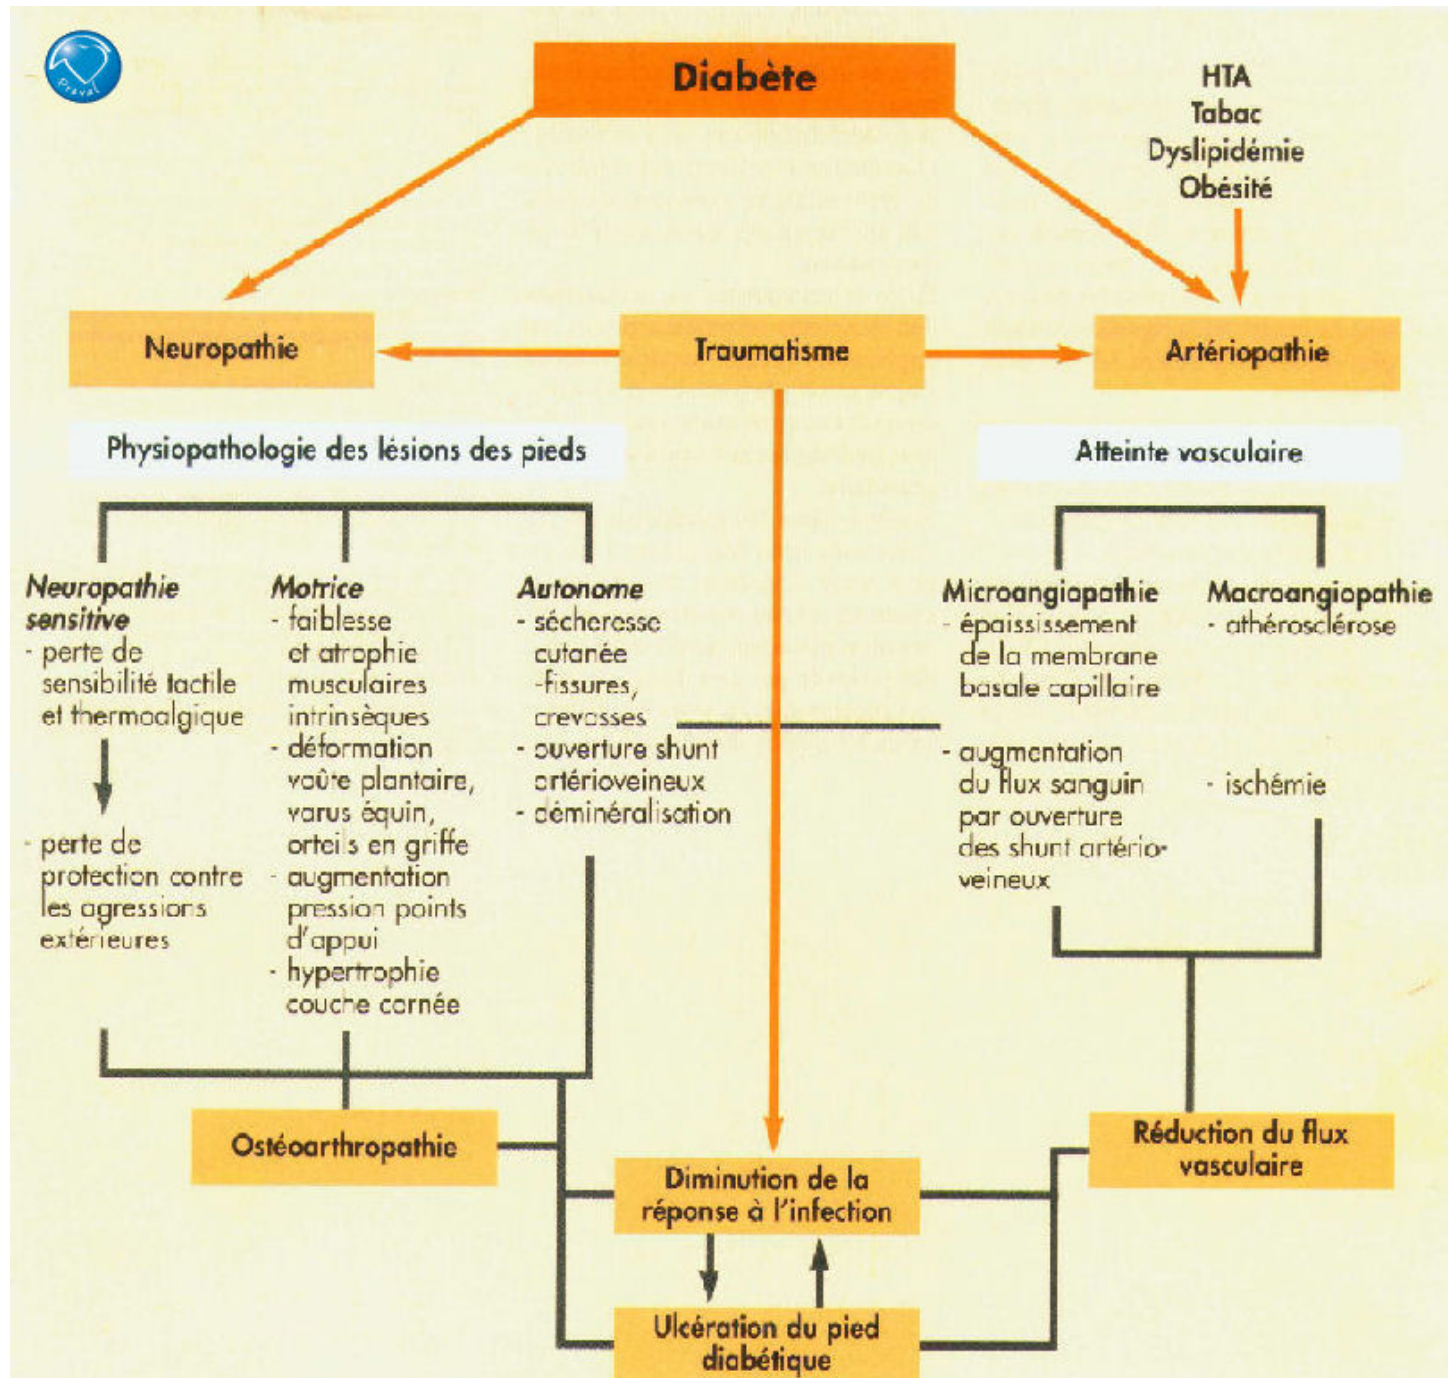 Preval
Diabète
HTA
Tabac
Dyslipidémie
Obésité
Neuropathie
Traumatisme
Artériopathie
Physiopathologie des lésions des pieds
Atteinte vasculaire
Neuropathie
sensitive
- perte de
sensibilité tactile
et thermoalgique
- perte de
protection contre
les agressions
extérieures
Motrice
- faiblesse
et atrophie
musculaires
intrinsèques
- déformation
voûte plantaire,
varus équin,
orteils en griffe
- augmentation
pression points
d'appui
- hypertrophie
couche cornée
Autonome
- sécheresse
cutanée
-fissures,
crevasses
- ouverture shunt
artérioveineux
- déminéralisation
Microangiopathie
- épaississement
de la membrane
basale capillaire
- augmentation
du flux sanguin
par ouverture
des shunt artério-
veineux
Macroangiopathie
- athérosclérose
- ischémie
Ostéoarthropathie
Réduction du flux
vasculaire
Diminution de la
réponse à l'infection
Ulcération du pied
diabétique